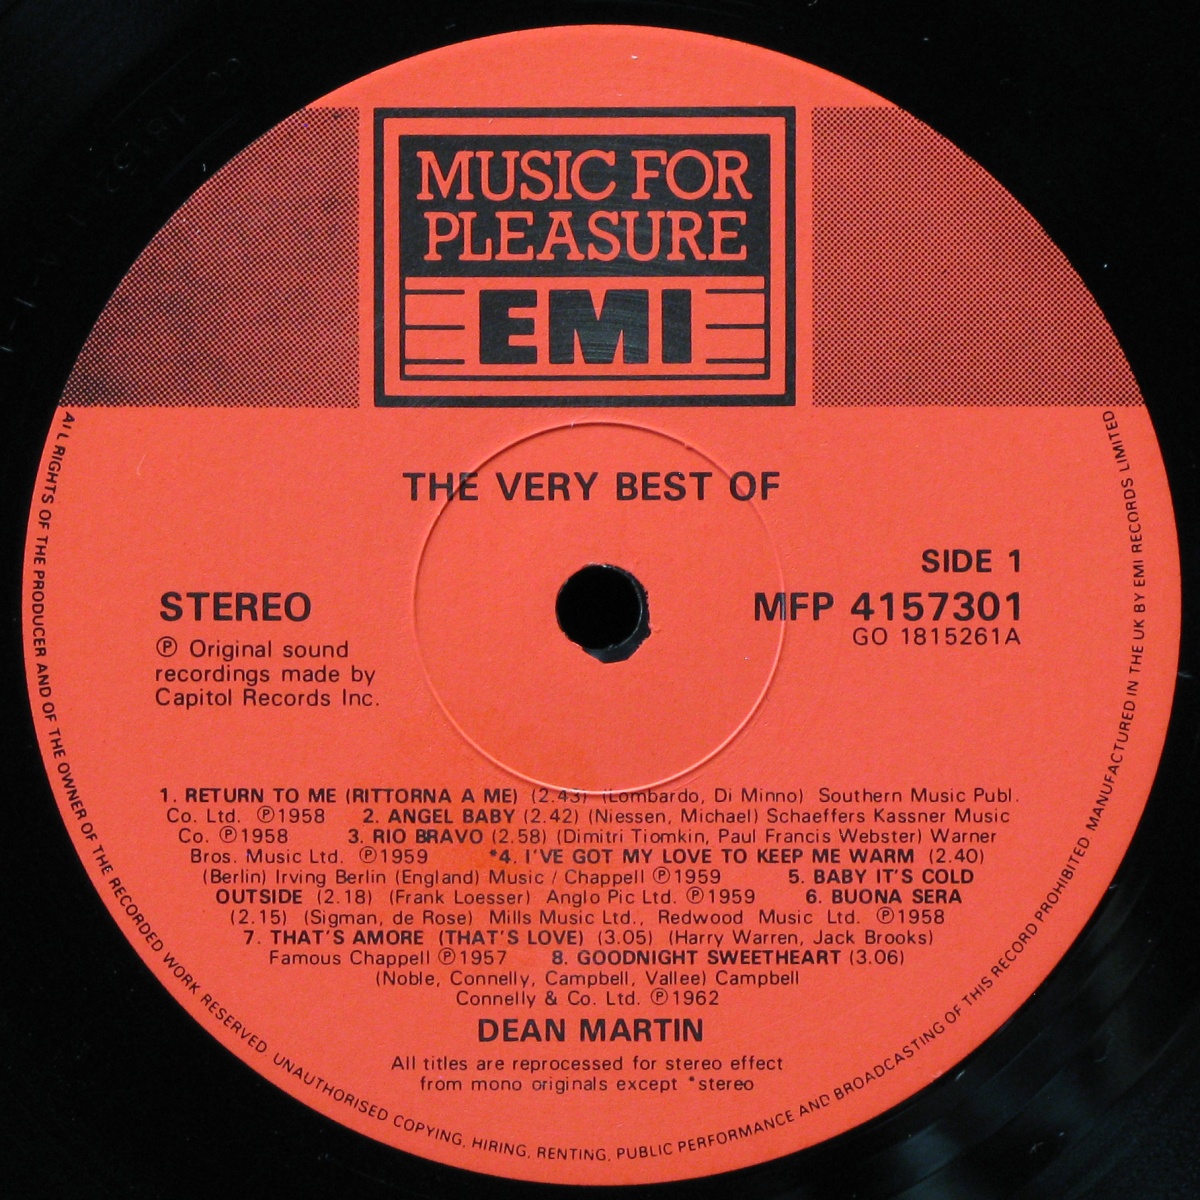 MUSIC FOR
PLEASURE
EMI
THE VERY BEST OF
SIDE 1
STEREO
MFP 4157301
GO 1815261A
Ⓟ Original sound
recordings made by
Capitol Records Inc.
1. RETURN TO ME (RITTORNA A ME) (2.43) (Lombardo, Di Minno) Southern Music Publ.
Co. Ltd. Ⓟ1958 2. ANGEL BABY (2.42) (Niessen, Michael) Schaeffers Kassner Music
Co. Ⓟ1958 3. RIO BRAVO (2.58) (Dimitri Tiomkin, Paul Francis Webster) Warner
Bros. Music Ltd. Ⓟ1959 *4. I'VE GOT MY LOVE TO KEEP ME WARM (2.40)
(Berlin) Irving Berlin (England) Music / Chappell Ⓟ1959 5. BABY IT'S COLD
OUTSIDE (2.18) (Frank Loesser) Anglo Pic Ltd. Ⓟ1959 6. BUONA SERA
(2.15) (Sigman, de Rose) Mills Music Ltd., Redwood Music Ltd. Ⓟ1958
7. THAT'S AMORE (THAT'S LOVE) (3.05) (Harry Warren, Jack Brooks)
Famous Chappell Ⓟ1957 8. GOODNIGHT SWEETHEART (3.06)
(Noble, Connelly, Campbell, Vallee) Campbell
Connelly & Co. Ltd. Ⓟ1962
DEAN MARTIN
All titles are reprocessed for stereo effect
from mono originals except *stereo
ALL RIGHTS OF THE PRODUCER AND OF THE OWNER OF THE RECORDED WORK RESERVED. UNAUTHORISED COPYING, HIRING, RENTING, PUBLIC PERFORMANCE AND BROADCASTING OF THIS RECORD PROHIBITED MANUFACTURED IN THE UK BY EMI RECORDS LIMITED